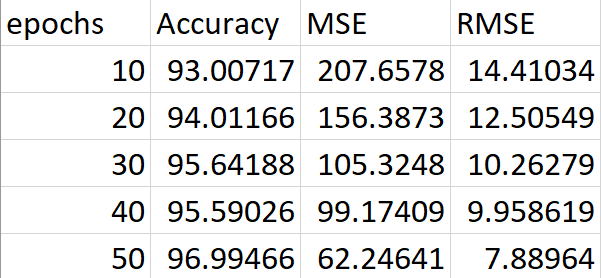 epochs Accuracy MSE RMSE
10 93.00717 207.6578 14.41034
20 94.01166 156.3873 12.50549
30 95.64188 105.3248 10.26279
40 95.59026 99.17409 9.958619
50 96.99466 62.24641 7.88964